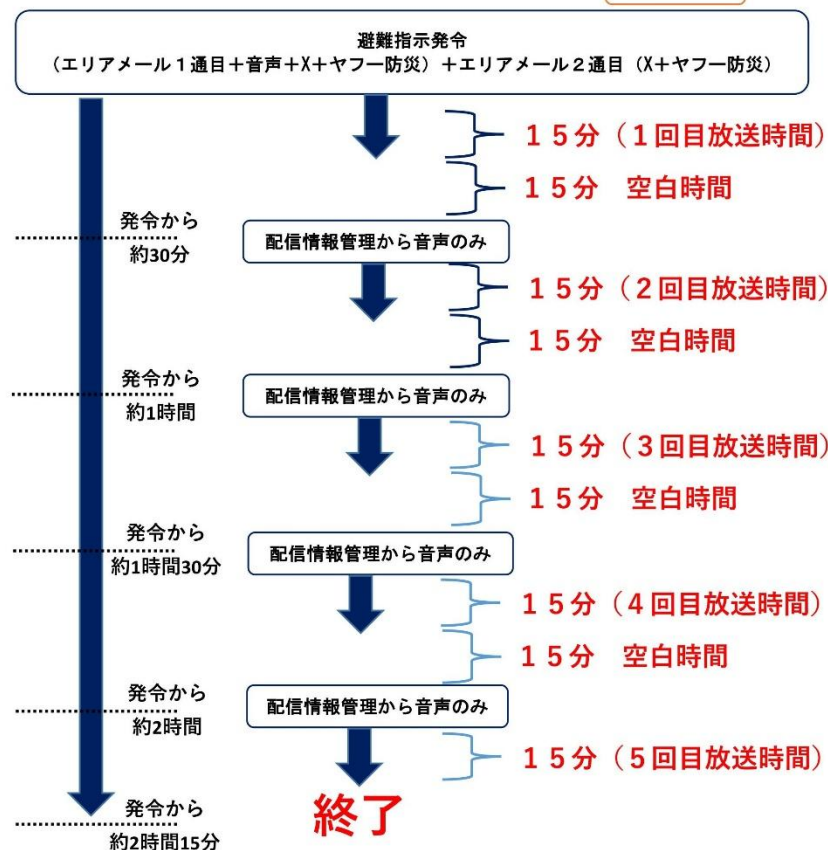 避難指示発令
（エリアメール１通目＋音声＋X＋ヤフー防災）＋エリアメール２通目（X＋ヤフー防災）
１５分（１回目放送時間）
１５分　空白時間
発令から
約30分
配信情報管理から音声のみ
１５分（２回目放送時間）
１５分　空白時間
発令から
約1時間
配信情報管理から音声のみ
１５分（３回目放送時間）
１５分　空白時間
発令から
約1時間30分
配信情報管理から音声のみ
１５分（４回目放送時間）
１５分　空白時間
発令から
約2時間
配信情報管理から音声のみ
１５分（５回目放送時間）
発令から
約2時間15分
終了